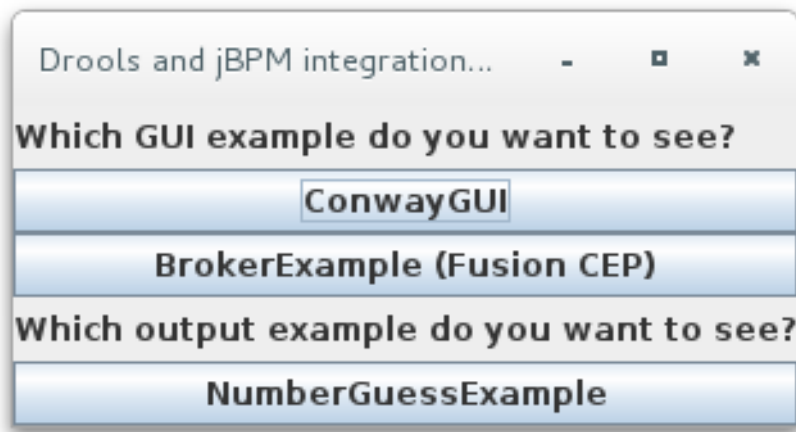 Drools and jBPM integration...
Which GUI example do you want to see?
ConwayGUI
BrokerExample (Fusion CEP)
Which output example do you want to see?
NumberGuessExample